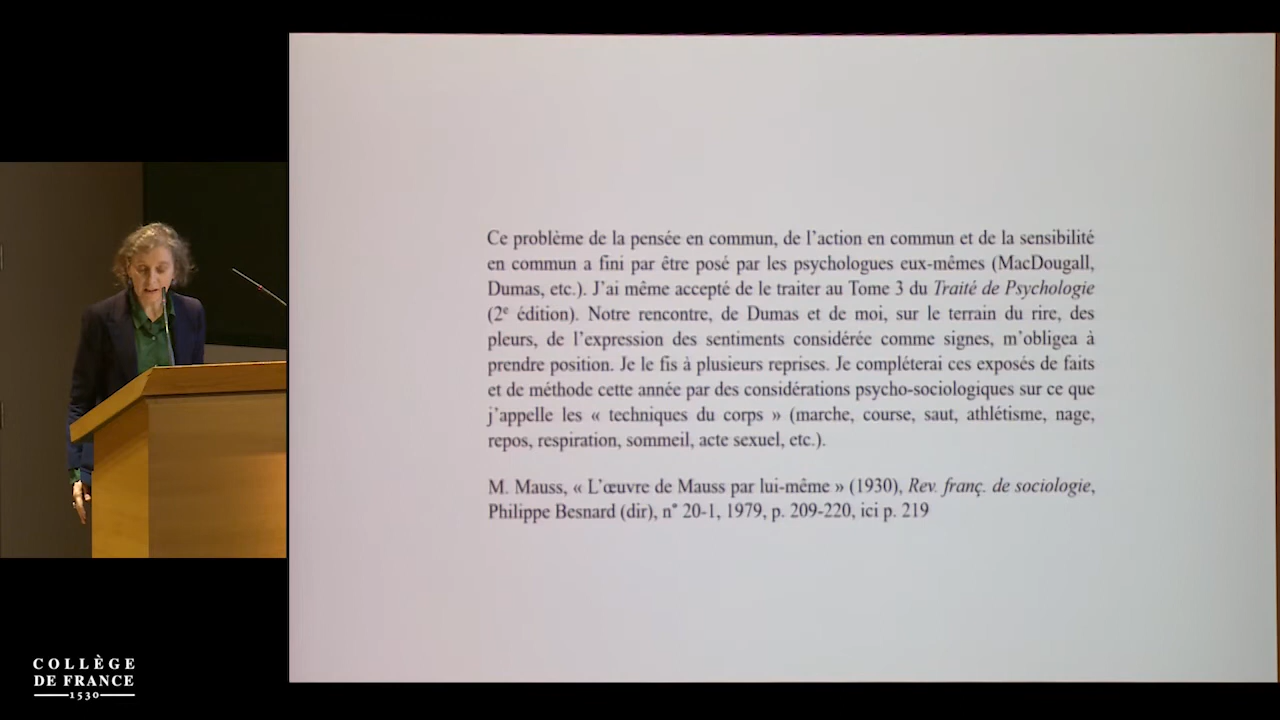 Ce problème de la pensée en commun, de l'action en commun et de la sensibilité
en commun a fini par être posé par les psychologues eux-mêmes (MacDougall,
Dumas, etc.). J'ai même accepté de le traiter au Tome 3 du Traité de Psychologie
(2e édition). Notre rencontre, de Dumas et de moi, sur le terrain du rire, des
pleurs, de l'expression des sentiments considérée comme signes, m'obligea à
prendre position. Je le fis à plusieurs reprises. Je compléterai ces exposés de faits
et de méthode cette année par des considérations psycho-sociologiques sur ce que
j'appelle les « techniques du corps » (marche, course, saut, athlétisme, nage,
repos, respiration, sommeil, acte sexuel, etc.).
M. Mauss, « L'œuvre de Mauss par lui-même » (1930), Rev. franç. de sociologie,
Philippe Besnard (dir), n° 20-1, 1979, p. 209-220, ici p. 219
COLLÈGE
DE FRANCE
1530